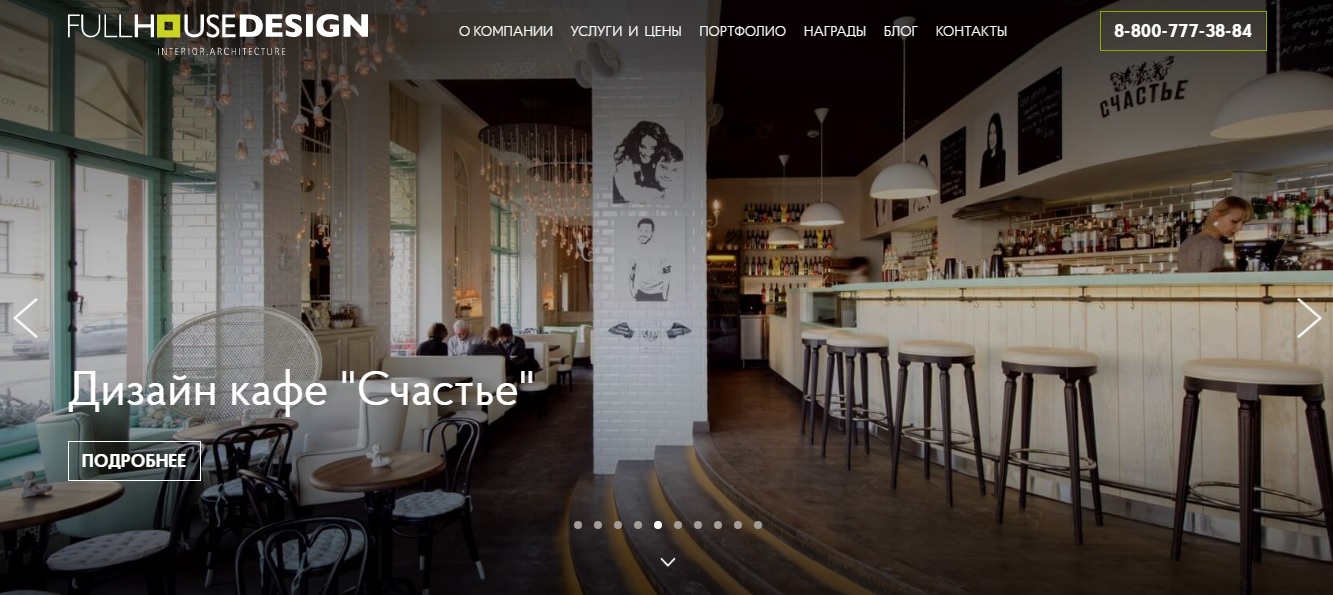 FULLHOUSEDESIGN
INTERIOR.ARCHITECTURE
О КОМПАНИИ УСЛУГИ И ЦЕНЫ ПОРТФОЛИО НАГРАДЫ БЛОГ КОНТАКТЫ
8-800-777-38-84
СЧАСТЬЕ
Дизайн кафе "Счастье"
ПОДРОБНЕЕ